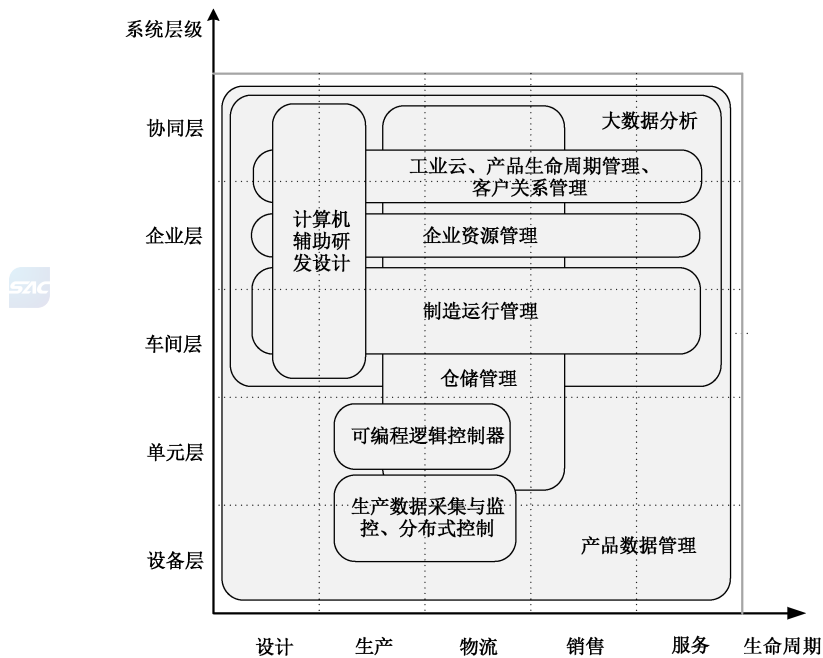 系统层级
协同层
大数据分析
工业云、产品生命周期管理、
客户关系管理
计算机
辅助研
发设计
企业层
企业资源管理
SAC
制造运行管理
车间层
仓储管理
可编程逻辑控制器
单元层
生产数据采集与监
控、分布式控制
产品数据管理
设备层
设计
生产
物流
销售
服务
生命周期